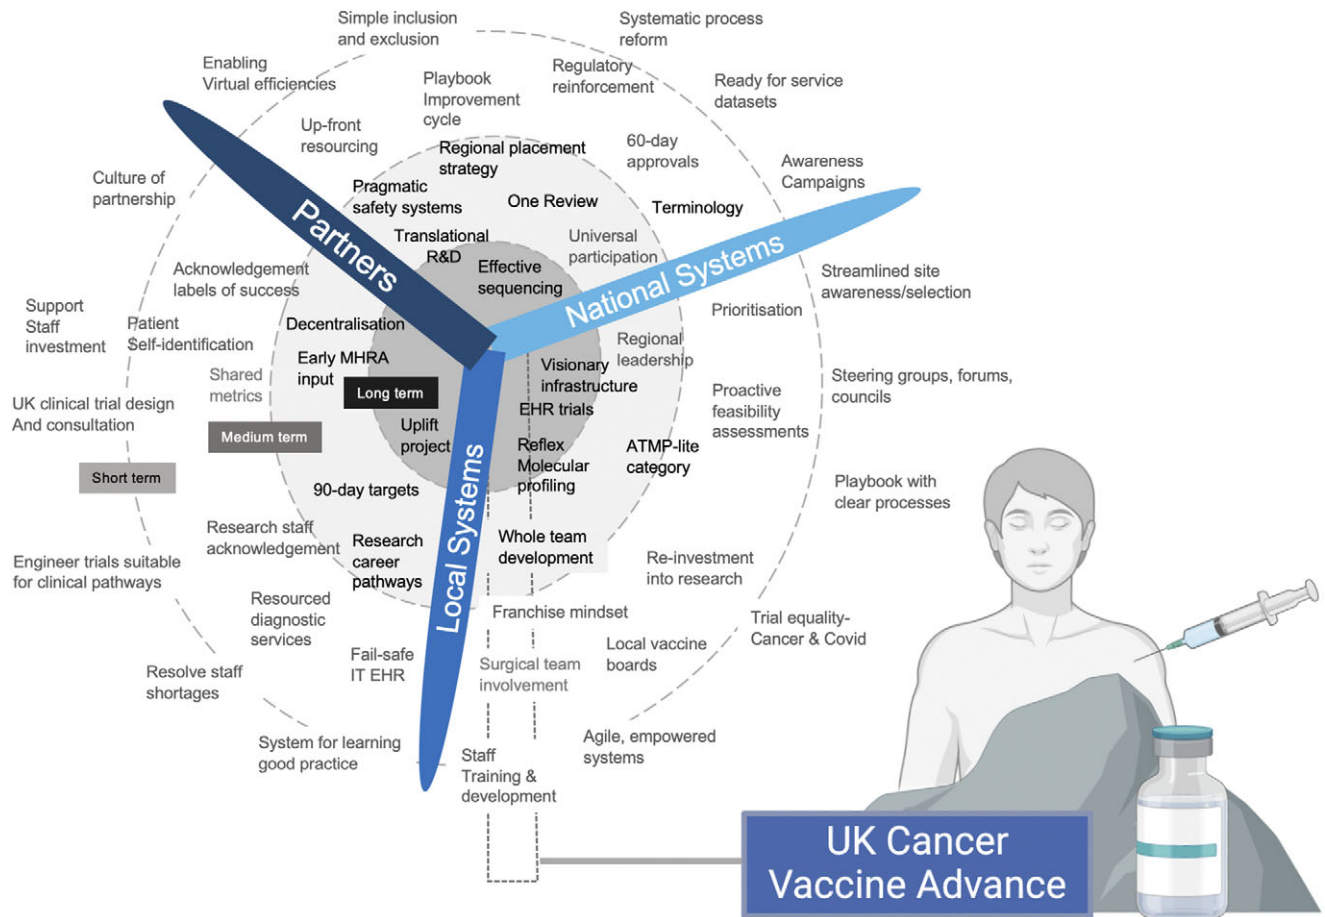 Simple inclusion
and exclusion
Systematic process
reform
Enabling
Virtual efficiencies
Playbook
Improvement
cycle
Regulatory
reinforcement
Ready for service
datasets
Up-front
resourcing
60-day
approvals
Regional placement
strategy
Awareness
Campaigns
Culture of
partnership
Pragmatic
safety systems
One Review
Terminology
Partners
Translational
R&D
Universal
participation
National Systems
Effective
sequencing
Acknowledgement
labels of success
Streamlined site
awareness/selection
Support
Staff
investment
Patient
Self-identification
Decentralisation
Prioritisation
Regional
leadership
Early MHRA
input
Shared
metrics
Long term
Visionary
infrastructure
Steering groups, forums,
councils
UK clinical trial design
And consultation
EHR trials
Proactive
feasibility
assessments
Medium term
Uplift
project
Reflex
Molecular
profiling
ATMP-lite
category
Short term
90-day targets
Local Systems
Playbook with
clear processes
Research staff
acknowledgement
Research
career
pathways
Whole team
development
Engineer trials suitable
for clinical pathways
Re-investment
into research
Resourced
diagnostic
services
Franchise mindset
Trial equality-
Cancer & Covid
Fail-safe
IT EHR
Surgical team
involvement
Local vaccine
boards
Resolve staff
shortages
System for learning
good practice
Staff
Training &
development
Agile, empowered
systems
UK Cancer
Vaccine Advance